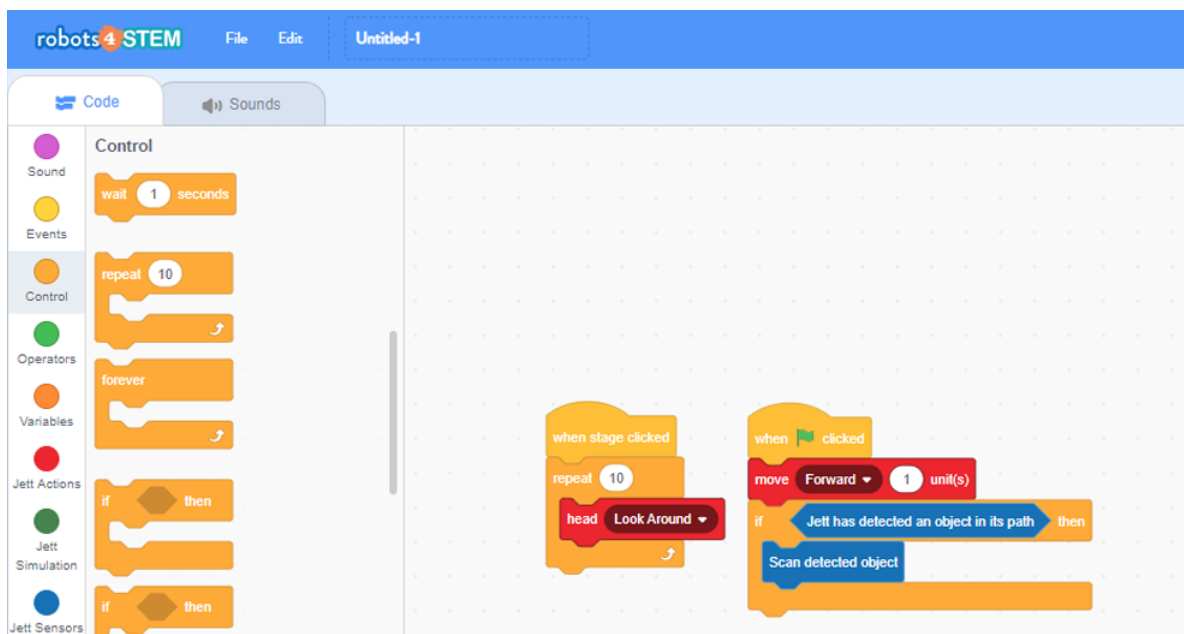 robots4STEM File Edit Untitled-1
Code Sounds
Sound
Events
Control
Operators
Variables
Jett Actions
Jett
Simulation
Jett Sensors
Control
wait 1 seconds
repeat 10
forever
if then
if then
when stage clicked
repeat 10
head Look Around
when clicked
move Forward 1 unit(s)
if Jett has detected an object in its path then
Scan detected object